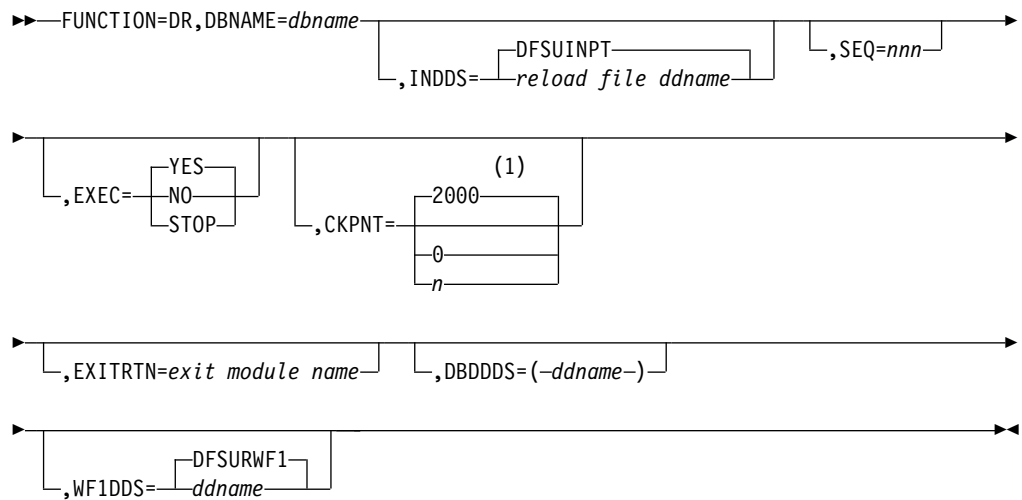 FUNCTION=DR,DBNAME=dbname
,INDDS=
DFSUINPT
reload file ddname
,SEQ=nnn
,EXEC=
YES
NO
STOP
,CKPNT=
(1)
2000
0
n
,EXITRTN=exit module name
,DBDDDS=(ddname)
,WF1DDS=
DFSURWF1
ddname